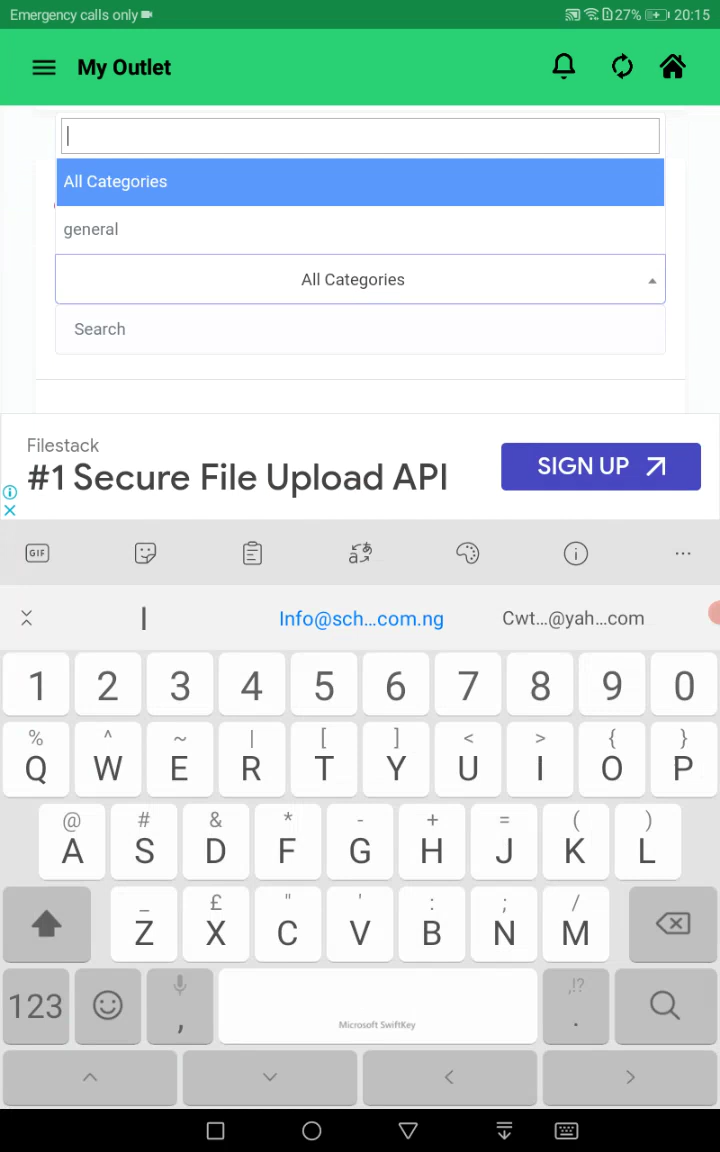 Emergency calls only 27% 20:15
My Outlet
All Categories
general
All Categories
Search
Filestack
#1 Secure File Upload API
SIGN UP
GIF
Info@sch...com.ng Cwt...@yah...com
1 2 3 4 5 6 7 8 9 0
% ^ ~ | [ ] < > { }
Q W E R T Y U I O P
@ # & * - + = ( )
A S D F G H J K L
_ £ " ' : ; /
Z X C V B N M
123 , ,!? .
Microsoft SwiftKey